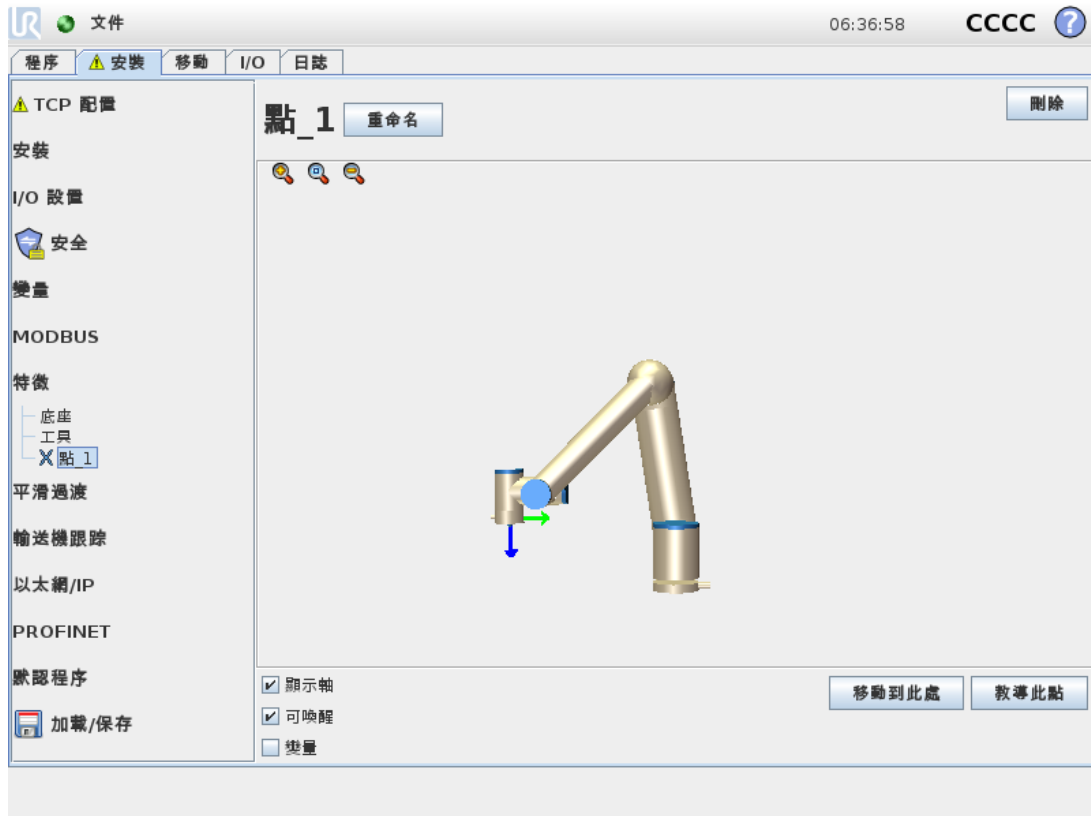 UR 文件 06:36:58 CCCC ?
程序 安裝 移動 I/O 日誌
TCP 配置
安裝
I/O 設置
安全
變量
MODBUS
特徵
底座
工具
點_1
平滑過渡
輸送機跟踪
以太網/IP
PROFINET
默認程序
加載/保存
點_1 重命名 刪除
顯示軸
可喚醒
變量
移動到此處 教導此點